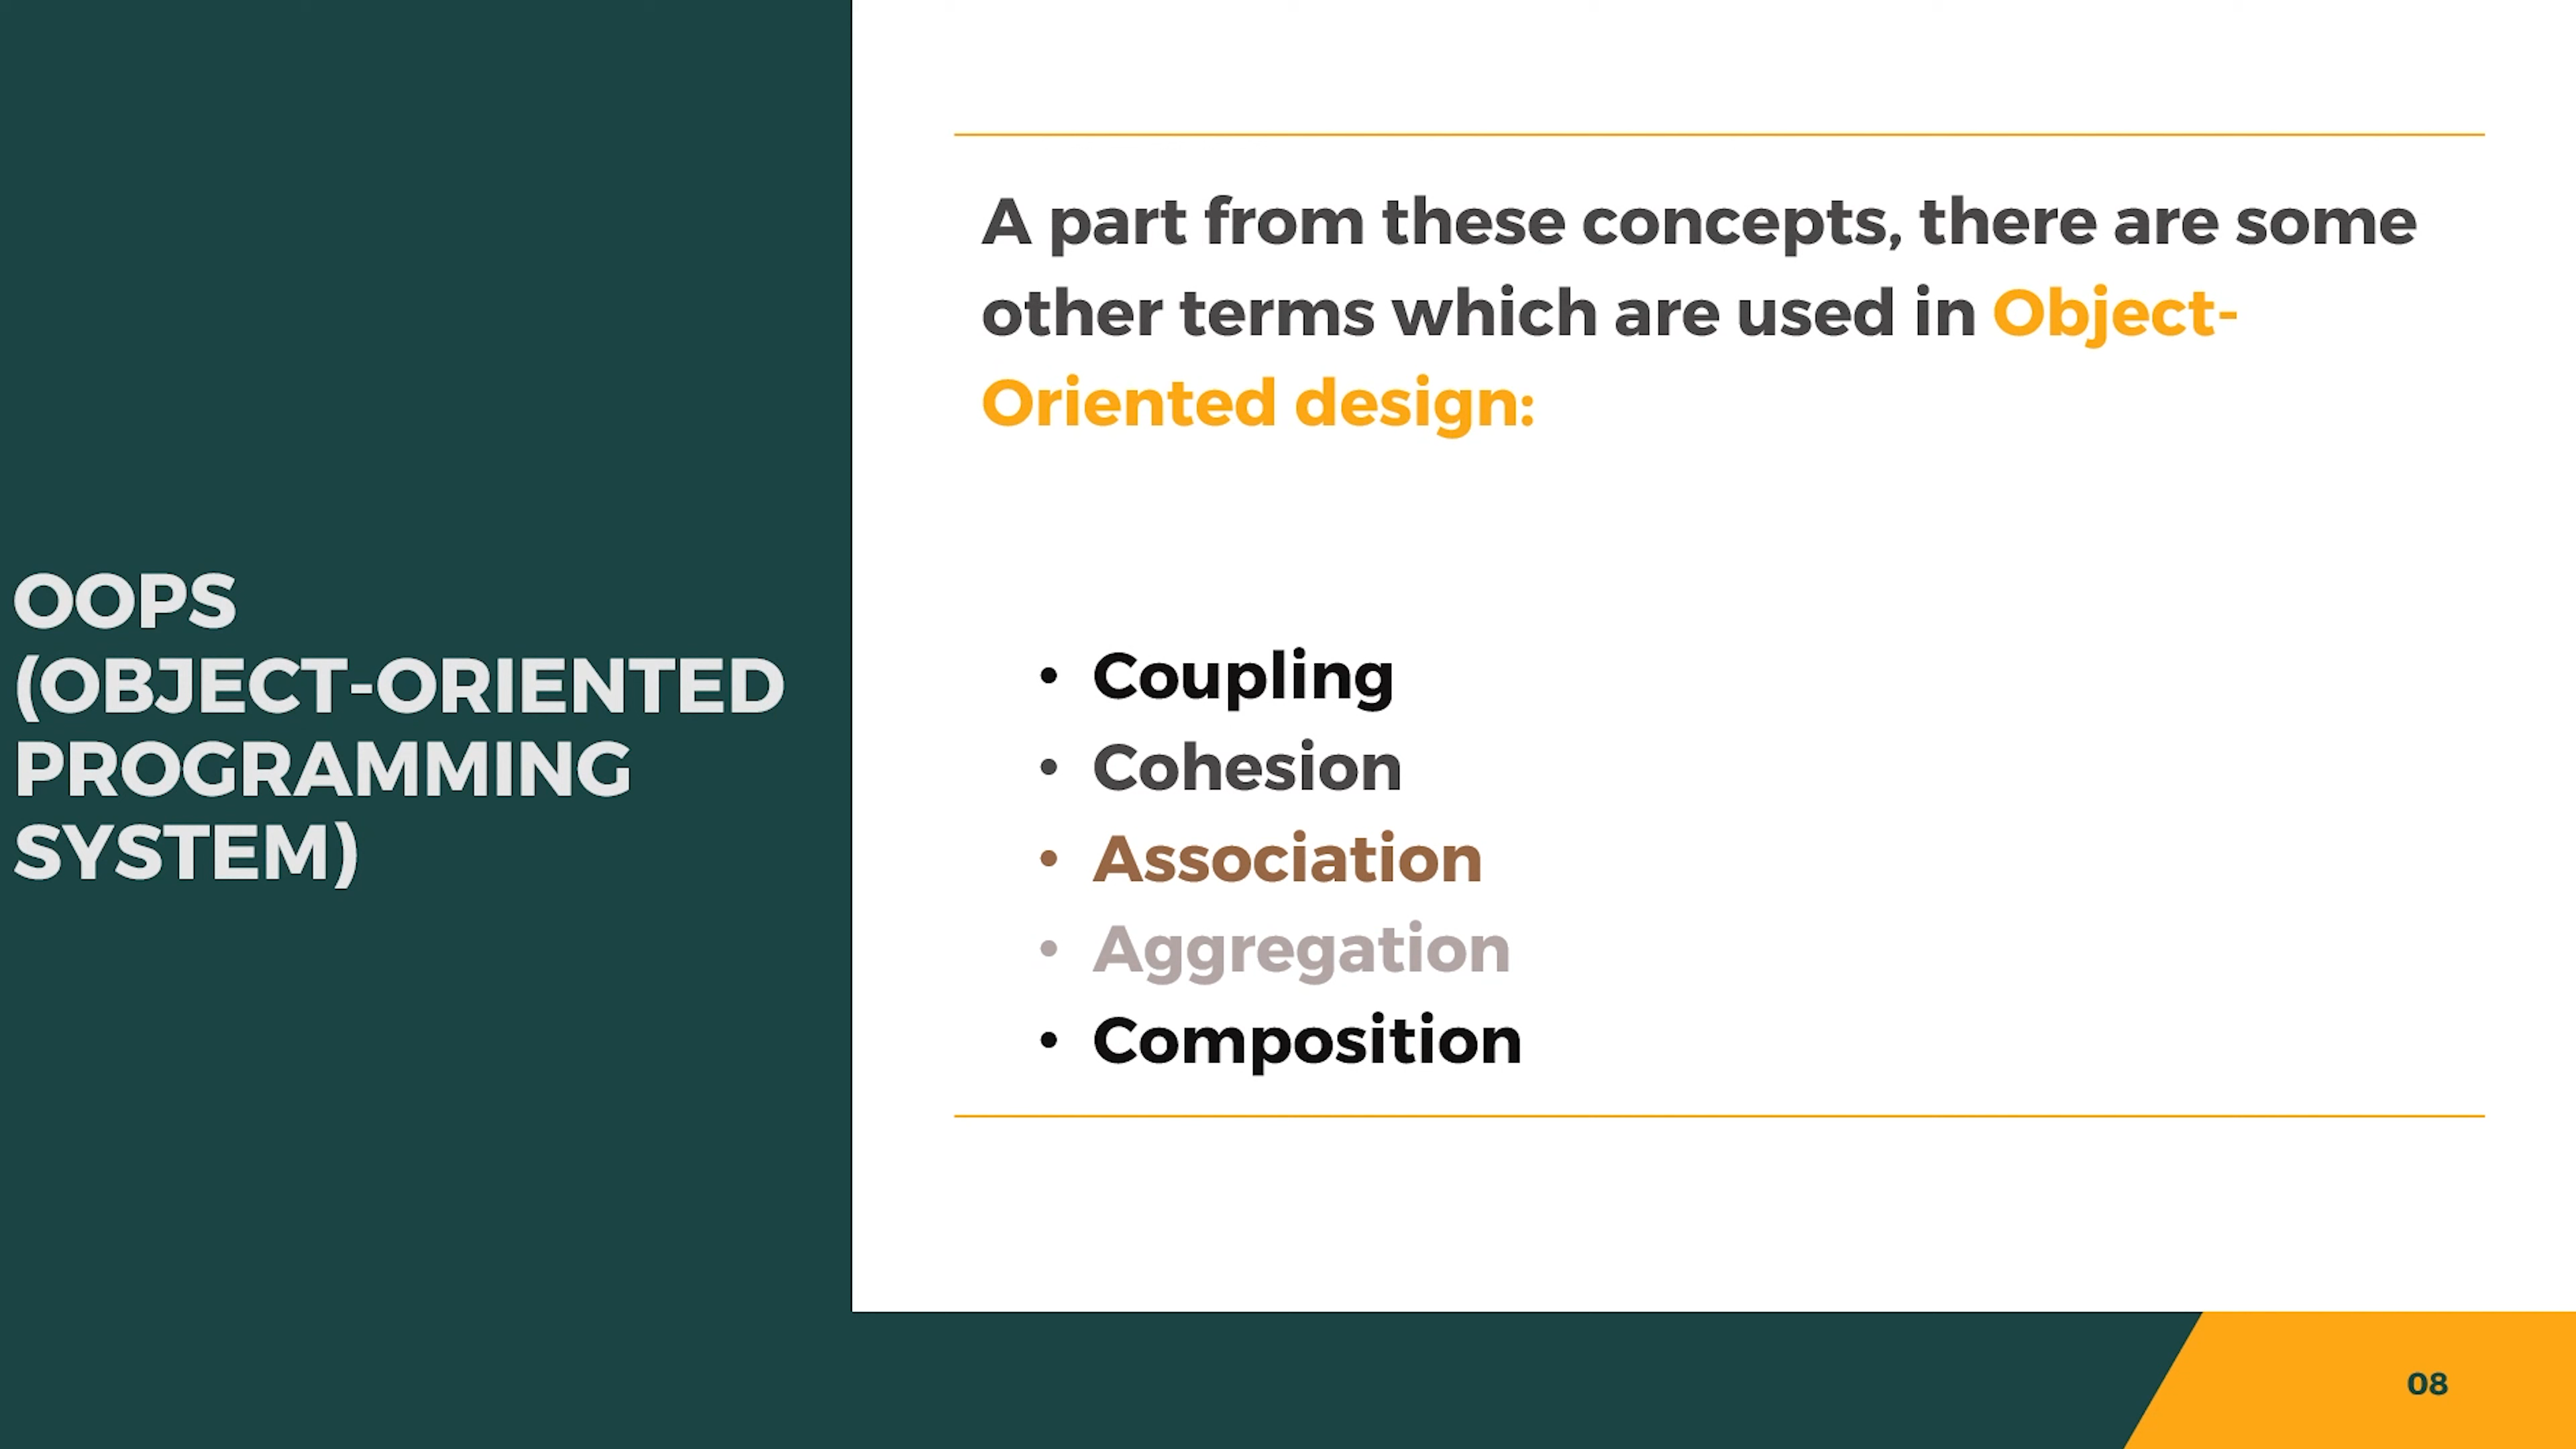 OOPS
(OBJECT-ORIENTED
PROGRAMMING
SYSTEM)
A part from these concepts, there are some
other terms which are used in Object-
Oriented design:
• Coupling
• Cohesion
• Association
• Aggregation
• Composition
08